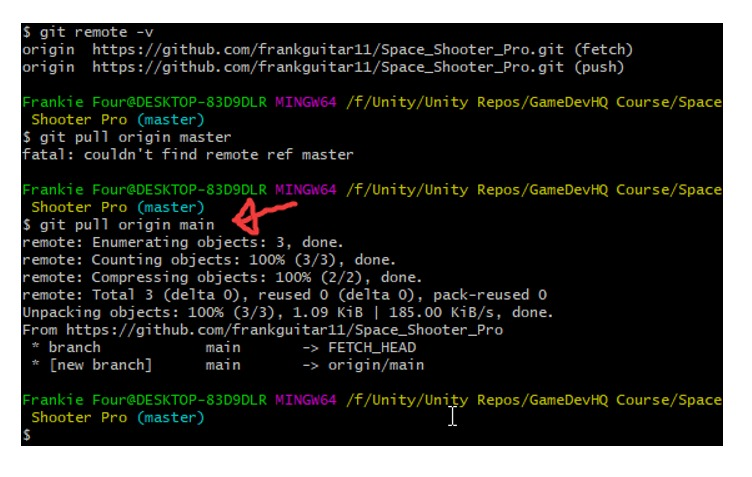 $ git remote -v
origin  https://github.com/frankguitar11/Space_Shooter_Pro.git (fetch)
origin  https://github.com/frankguitar11/Space_Shooter_Pro.git (push)
Frankie Four@DESKTOP-83D9DLR MINGW64 /f/Unity/Unity Repos/GameDevHQ Course/Space
 Shooter Pro (master)
$ git pull origin master
fatal: couldn't find remote ref master
Frankie Four@DESKTOP-83D9DLR MINGW64 /f/Unity/Unity Repos/GameDevHQ Course/Space
 Shooter Pro (master)
$ git pull origin main
remote: Enumerating objects: 3, done.
remote: Counting objects: 100% (3/3), done.
remote: Compressing objects: 100% (2/2), done.
remote: Total 3 (delta 0), reused 0 (delta 0), pack-reused 0
Unpacking objects: 100% (3/3), 1.09 KiB | 185.00 KiB/s, done.
From https://github.com/frankguitar11/Space_Shooter_Pro
 * branch            main       -> FETCH_HEAD
 * [new branch]      main       -> origin/main
Frankie Four@DESKTOP-83D9DLR MINGW64 /f/Unity/Unity Repos/GameDevHQ Course/Space
 Shooter Pro (master)
$